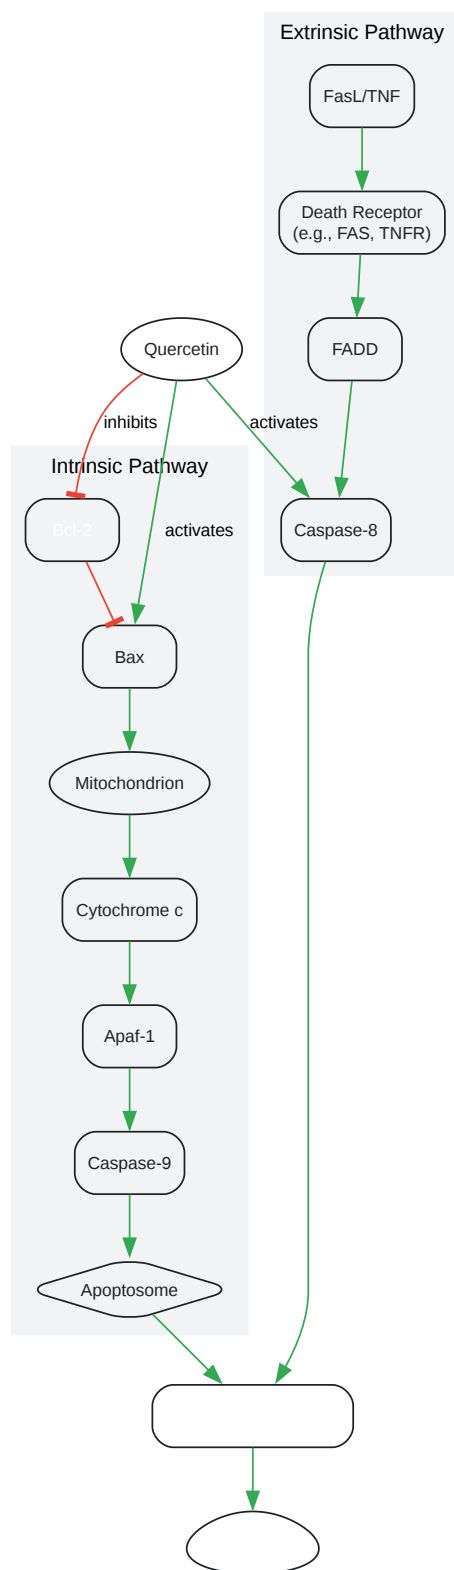 Extrinsic Pathway
FasL/TNF
Death Receptor
(e.g., FAS, TNFR)
FADD
Quercetin
inhibits
activates
Intrinsic Pathway
Bcl-2
Caspase-8
activates
Bax
Mitochondrion
Cytochrome c
Apaf-1
Caspase-9
Apoptosome